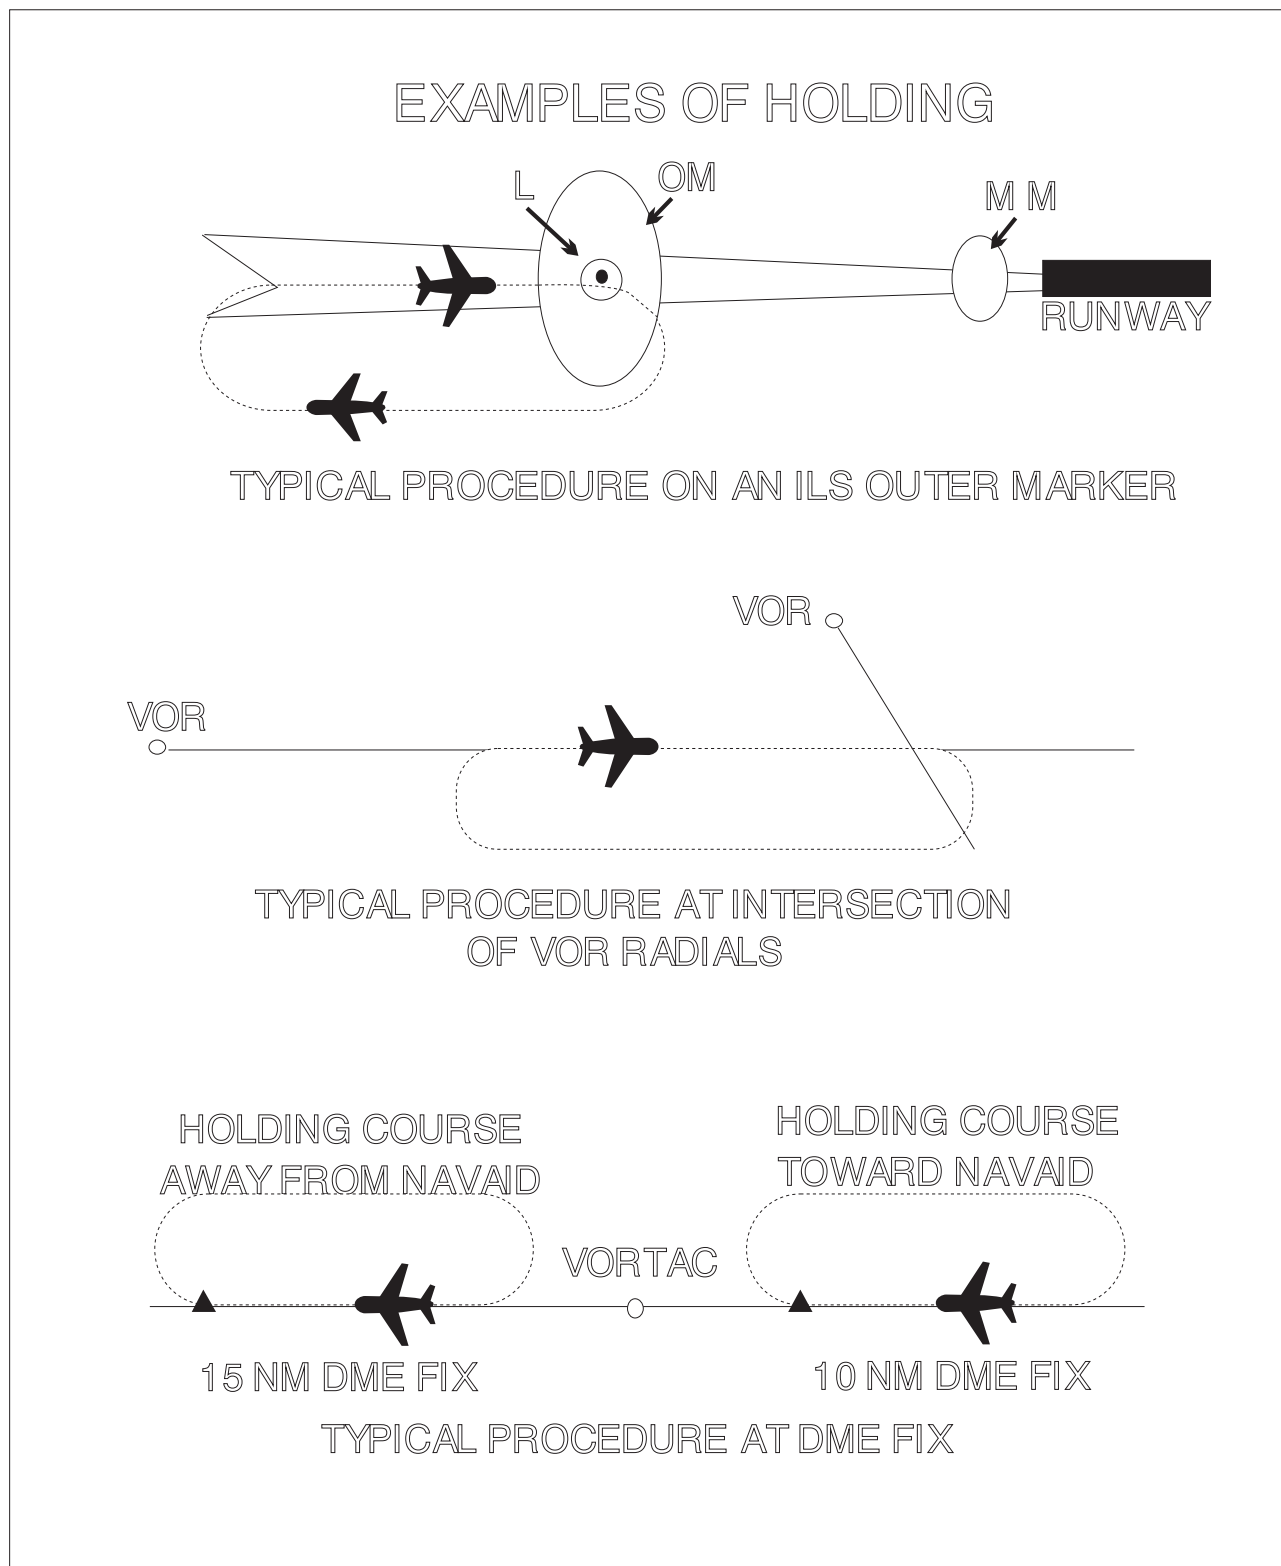 EXAMPLES OF HOLDING
L
OM
M M
RUNWAY
TYPICAL PROCEDURE ON AN ILS OUTER MARKER
VOR
VOR
TYPICAL PROCEDURE AT INTERSECTION
OF VOR RADIALS
HOLDING COURSE
AWAY FROM NAVAID
HOLDING COURSE
TOWARD NAVAID
VORTAC
15 NM DME FIX
10 NM DME FIX
TYPICAL PROCEDURE AT DME FIX